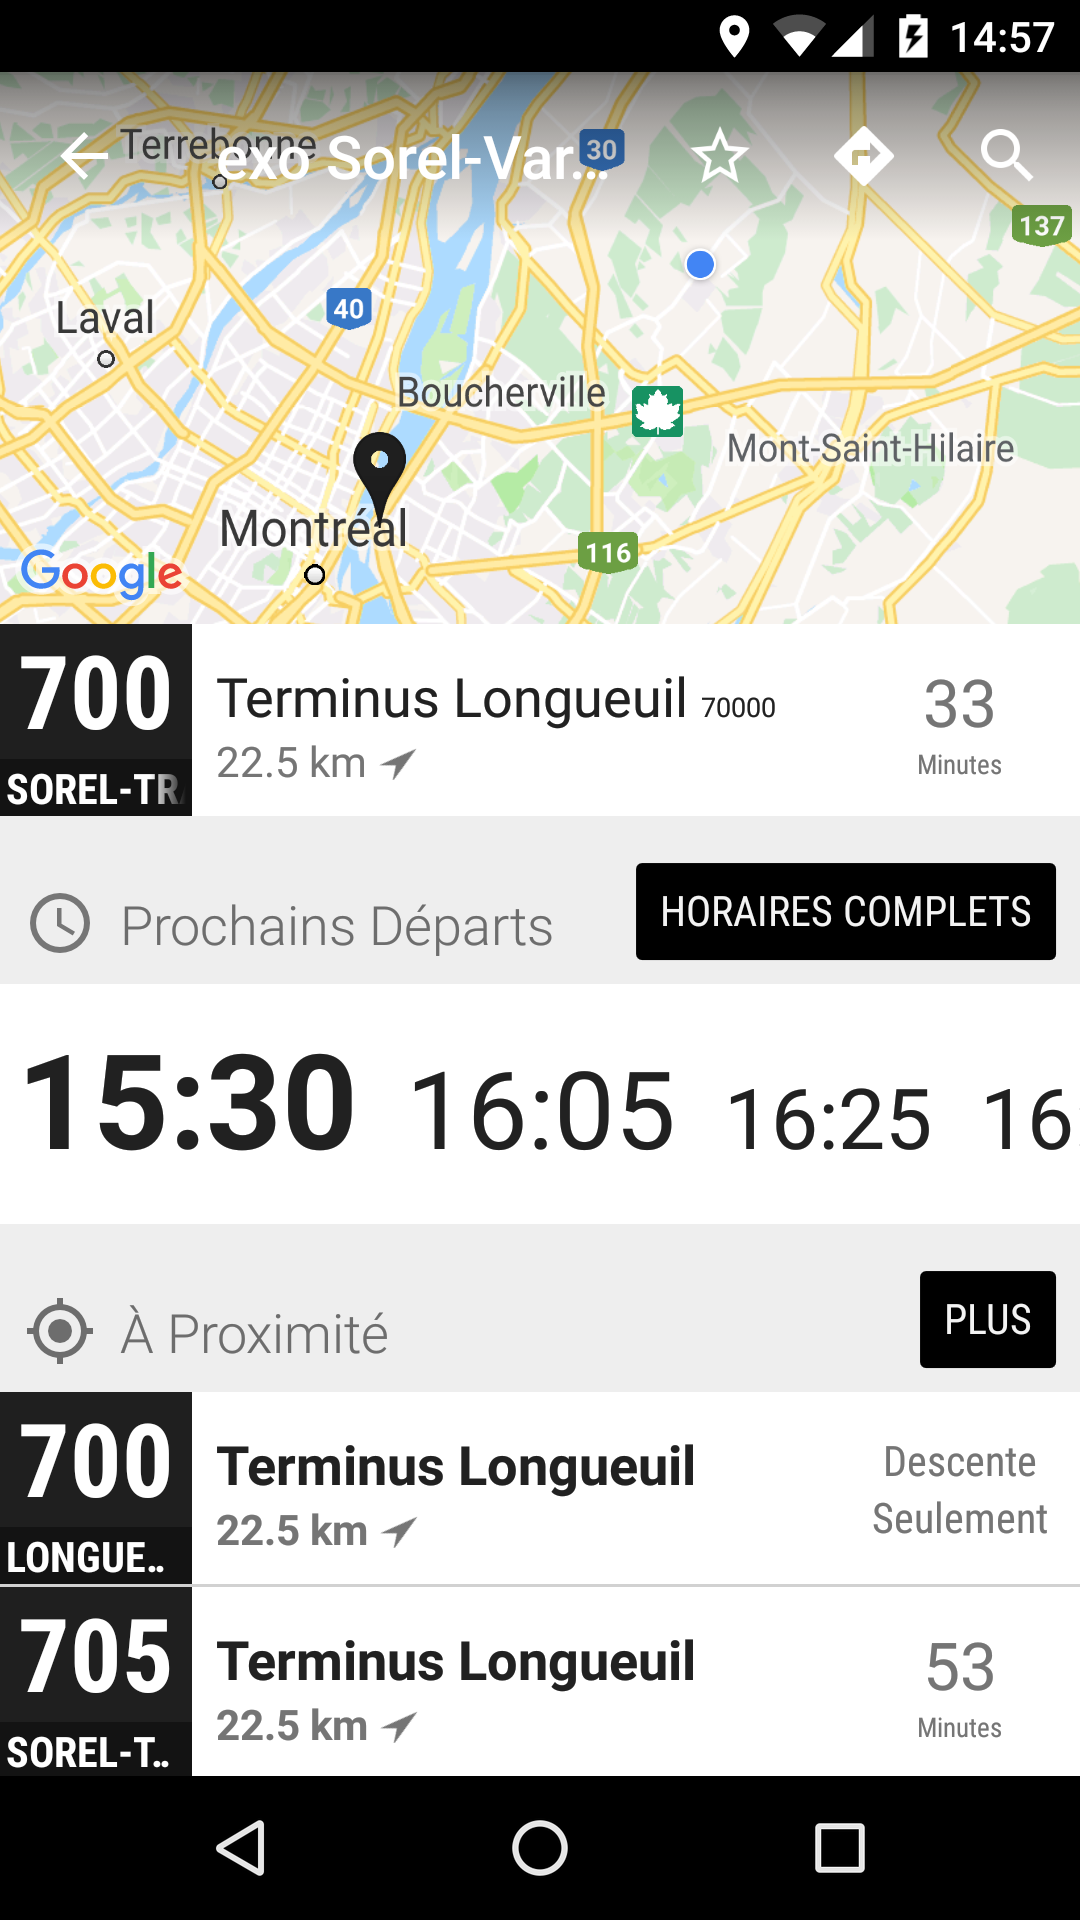 14:57
Terrebonne
exo Sorel-Var...
30
137
Laval
40
Boucherville
Mont-Saint-Hilaire
Montréal
116
Google
700
SOREL-TR
Terminus Longueuil 70000
22.5 km
33
Minutes
Prochains Départs
HORAIRES COMPLETS
15:30 16:05 16:25 16:
À Proximité
PLUS
700
LONGUE..
Terminus Longueuil
22.5 km
Descente
Seulement
705
SOREL-T..
Terminus Longueuil
22.5 km
53
Minutes